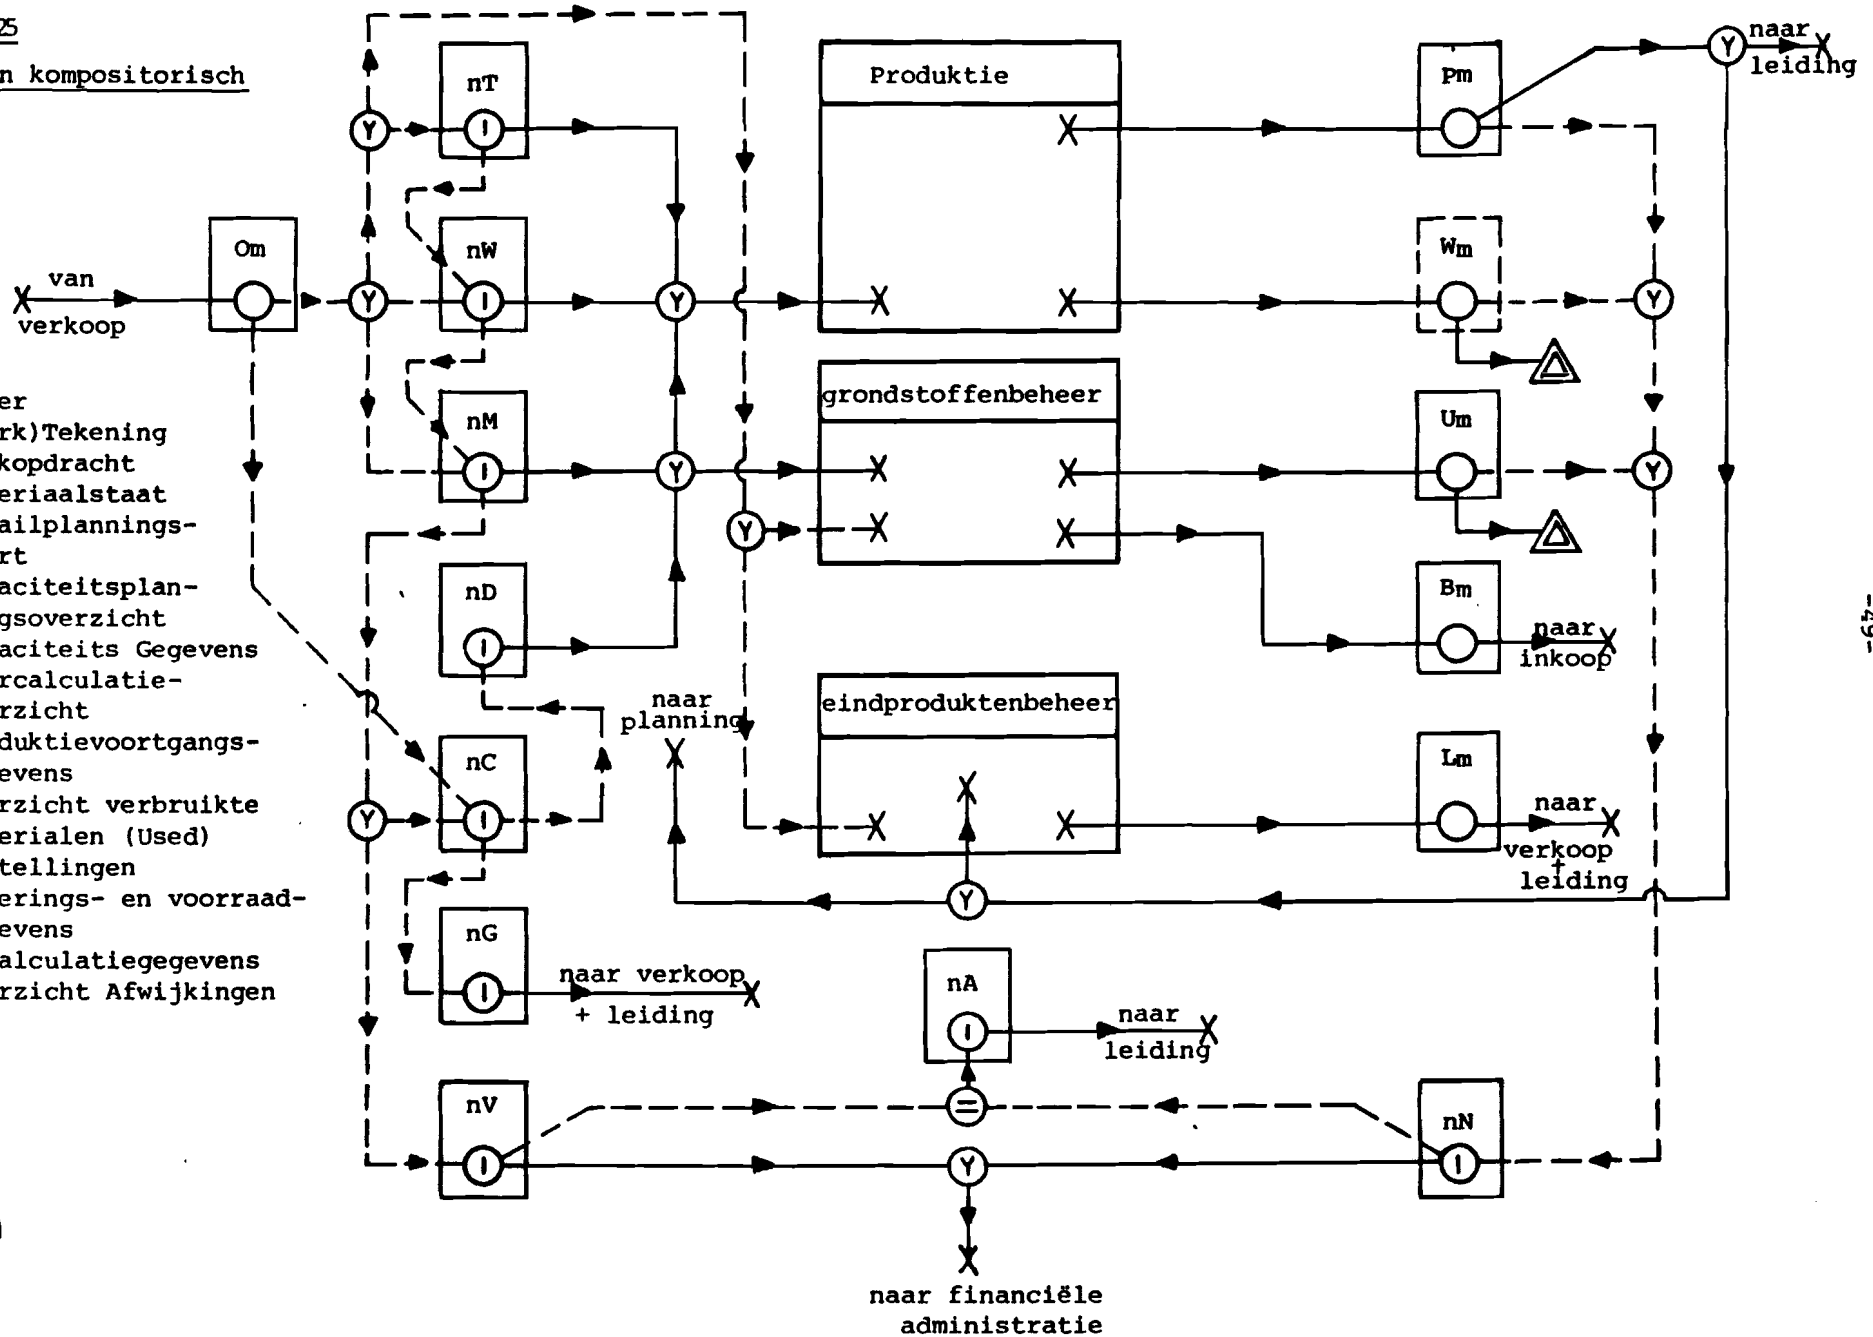 25
n kompositorisch
er
rk)Tekening
kopdracht
eriaalstaat
ailplannings-
rt
aciteitsplan-
gsoverzicht
aciteits Gegevens
rcalculatie-
rzicht
duktievoortgangs-
evens
rzicht verbruikte
erialen (Used)
tellingen
erings- en voorraad-
evens
alculatiegegevens
rzicht Afwijkingen
van
verkoop
Om
Y
Y
Y
nT
I
nW
I
nM
I
nD
I
nC
I
nG
I
naar verkoop
+ leiding
nV
I
Y
Y
Y
naar
planning
Produktie
grondstoffenbeheer
eindproduktenbeheer
Y
nA
I
naar
leiding
=
Y
naar financiële
administratie
Pm
Y
naar
leiding
Wm
Y
Um
Y
Bm
naar
inkoop
Lm
naar
verkoop
+
leiding
nN
I
-49-